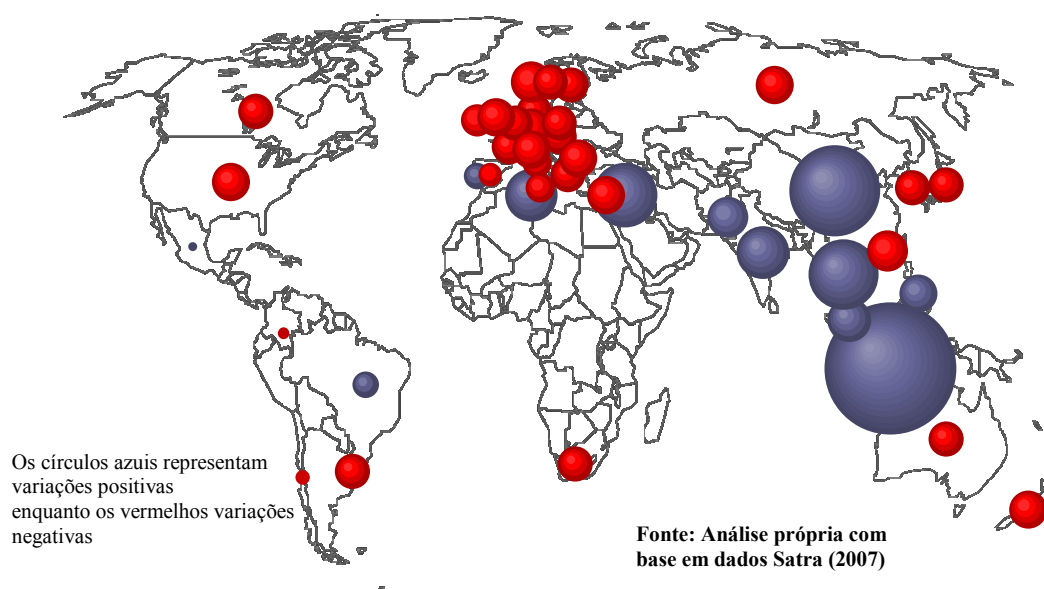 Os círculos azuis representam
variações positivas
enquanto os vermelhos variações
negativas
Fonte: Análise própria com
base em dados Satra (2007)